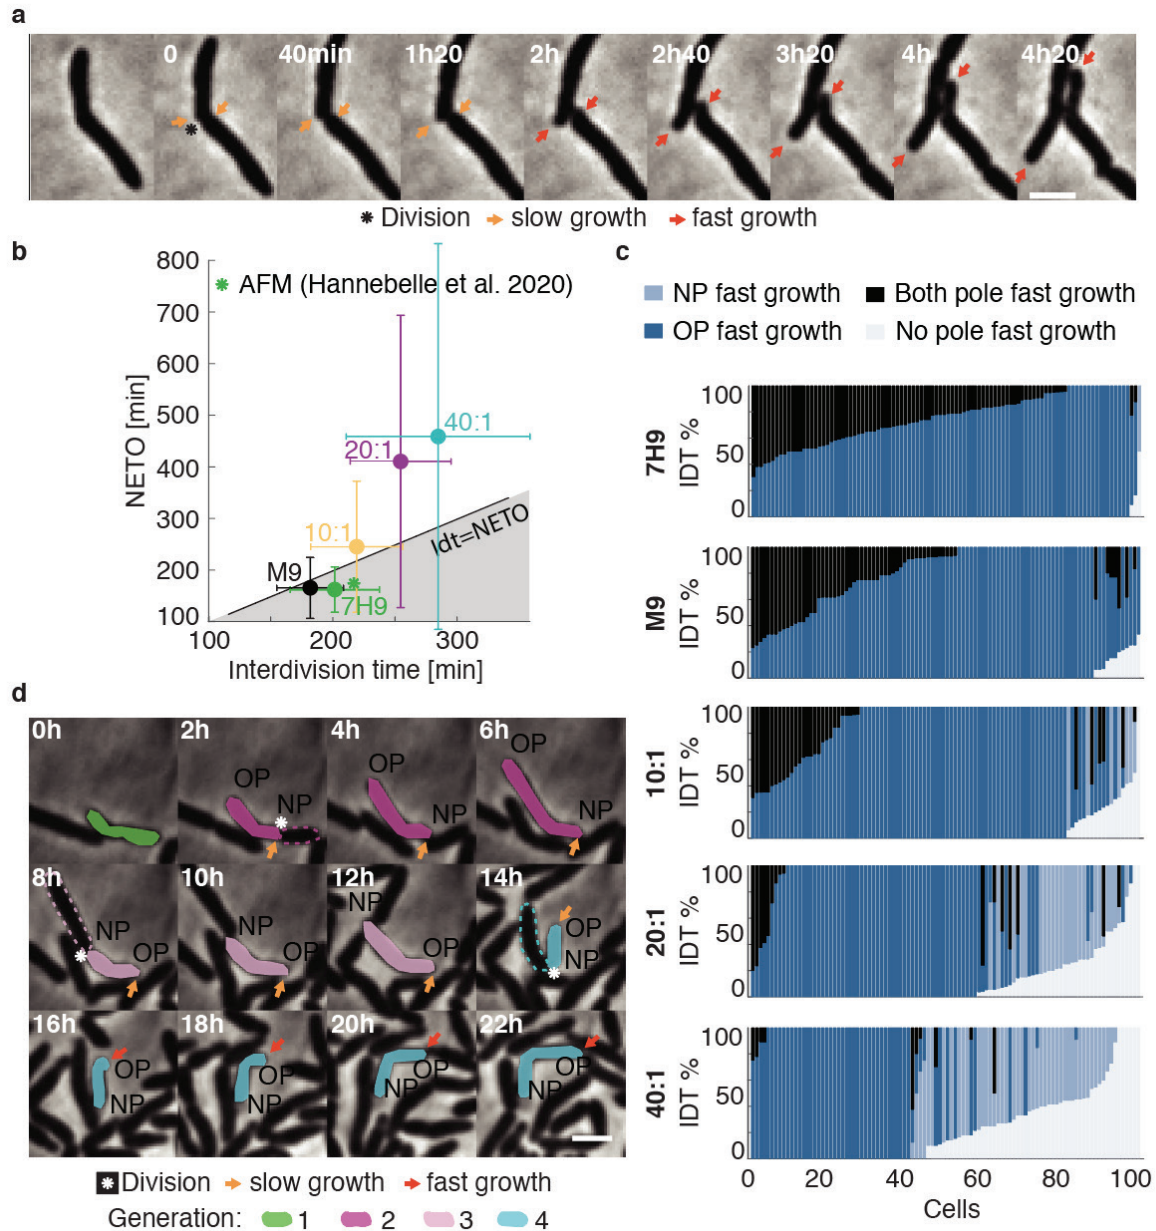 a
0 40min 1h20 2h 2h40 3h20 4h 4h20
* Division slow growth fast growth
b
NETO [min]
800
700
600
500
400
300
200
100
* AFM (Hannebelle et al. 2020)
40:1
20:1
10:1
M9
7H9
Idt=NETO
100 200 300
Interdivision time [min]
c
NP fast growth Both pole fast growth
OP fast growth No pole fast growth
7H9
IDT %
100
50
0
M9
IDT %
100
50
0
10:1
IDT %
100
50
0
20:1
IDT %
100
50
0
40:1
IDT %
100
50
0
0 20 40 60 80 100
Cells
d
0h 2h 4h 6h
OP NP OP OP NP
8h 10h 12h 14h
NP OP NP OP NP OP OP NP
16h 18h 20h 22h
OP NP OP NP OP NP OP NP
* Division slow growth fast growth
Generation: 1 2 3 4